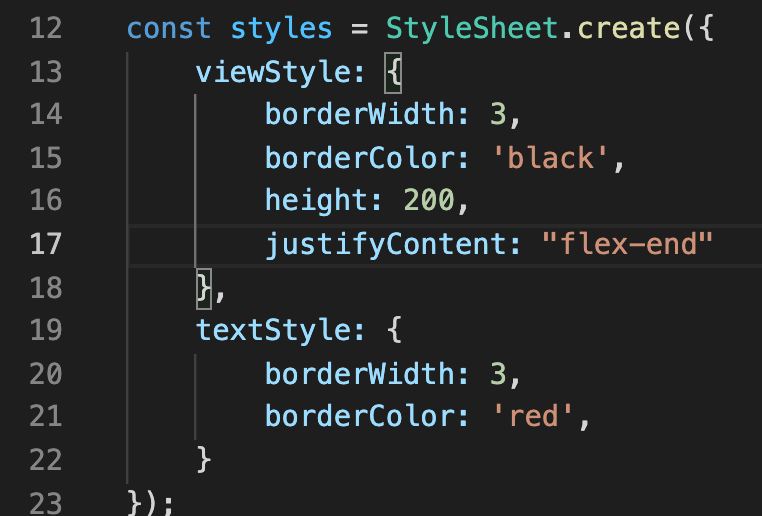 12 const styles = StyleSheet.create({
13 viewStyle: {
14 borderWidth: 3,
15 borderColor: 'black',
16 height: 200,
17 justifyContent: "flex-end"
18 },
19 textStyle: {
20 borderWidth: 3,
21 borderColor: 'red',
22 }
23 });